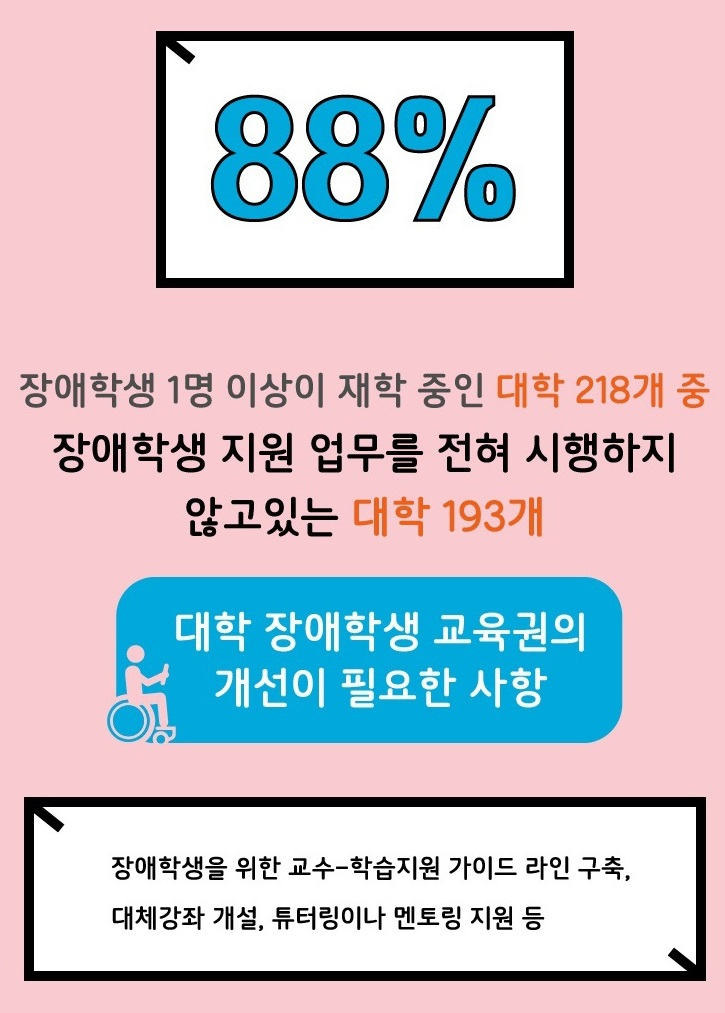 88%
장애학생 1명 이상이 재학 중인 대학 218개 중
장애학생 지원 업무를 전혀 시행하지
않고있는 대학 193개
대학 장애학생 교육권의
개선이 필요한 사항
장애학생을 위한 교수-학습지원 가이드 라인 구축,
대체강좌 개설, 튜터링이나 멘토링 지원 등